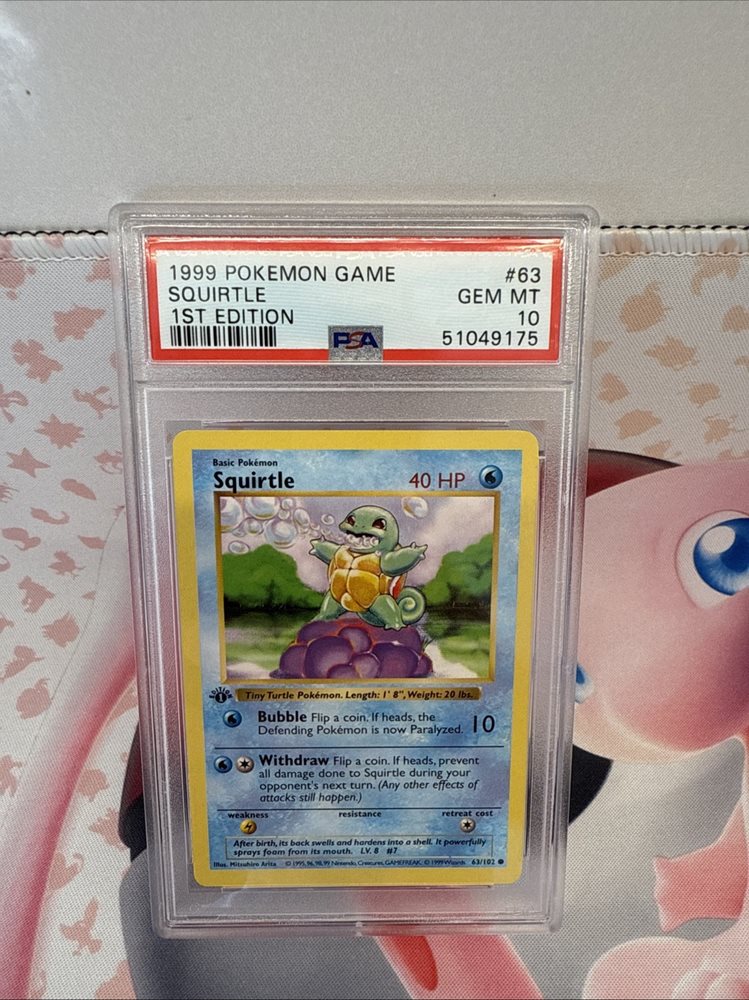 1999 POKEMON GAME #63
SQUIRTLE GEM MT
1ST EDITION 10
PSA 51049175
Basic Pokémon
Squirtle 40 HP
EDITION 1
Tiny Turtle Pokémon. Length: 1' 8", Weight: 20 lbs.
Bubble Flip a coin. If heads, the
Defending Pokémon is now Paralyzed. 10
Withdraw Flip a coin. If heads, prevent
all damage done to Squirtle during your
opponent's next turn. (Any other effects of
attacks still happen.)
weakness resistance retreat cost
After birth, its back swells and hardens into a shell. It powerfully
sprays foam from its mouth. LV. 8 #7
Illus. Mitsuhiro Arita © 1995, 96, 98, 99 Nintendo, Creatures, GAMEFREAK. © 1999 Wizards 63/102